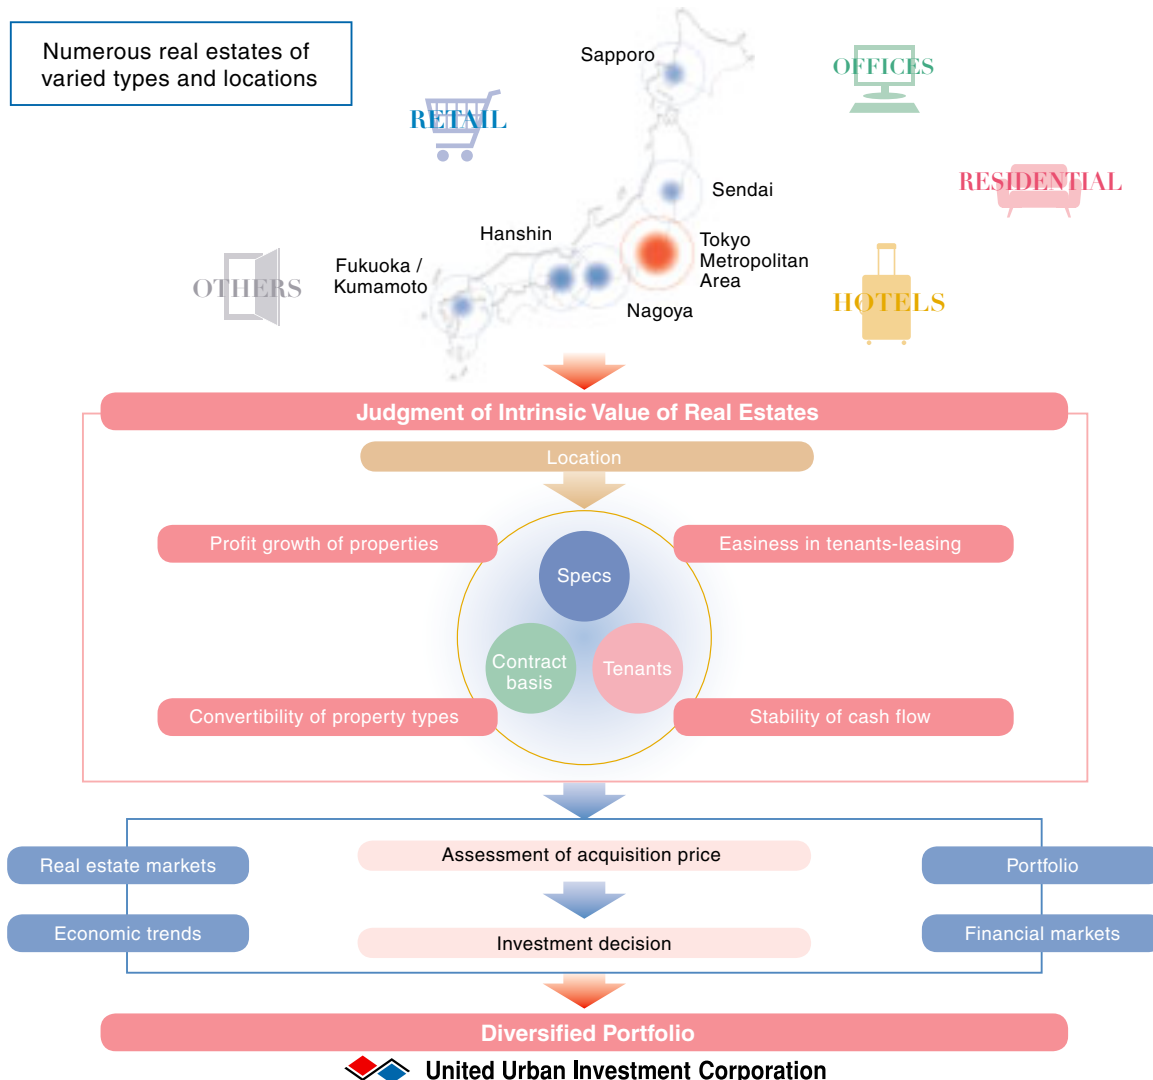 Numerous real estates of
varied types and locations
Sapporo
OFFICES
RETAIL
RESIDENTIAL
Sendai
Hanshin
Tokyo
Metropolitan
Area
Fukuoka /
Kumamoto
OTHERS
Nagoya
HOTELS
Judgment of Intrinsic Value of Real Estates
Location
Profit growth of properties
Easiness in tenants-leasing
Specs
Contract
basis
Tenants
Convertibility of property types
Stability of cash flow
Real estate markets
Assessment of acquisition price
Portfolio
Economic trends
Investment decision
Financial markets
Diversified Portfolio
United Urban Investment Corporation